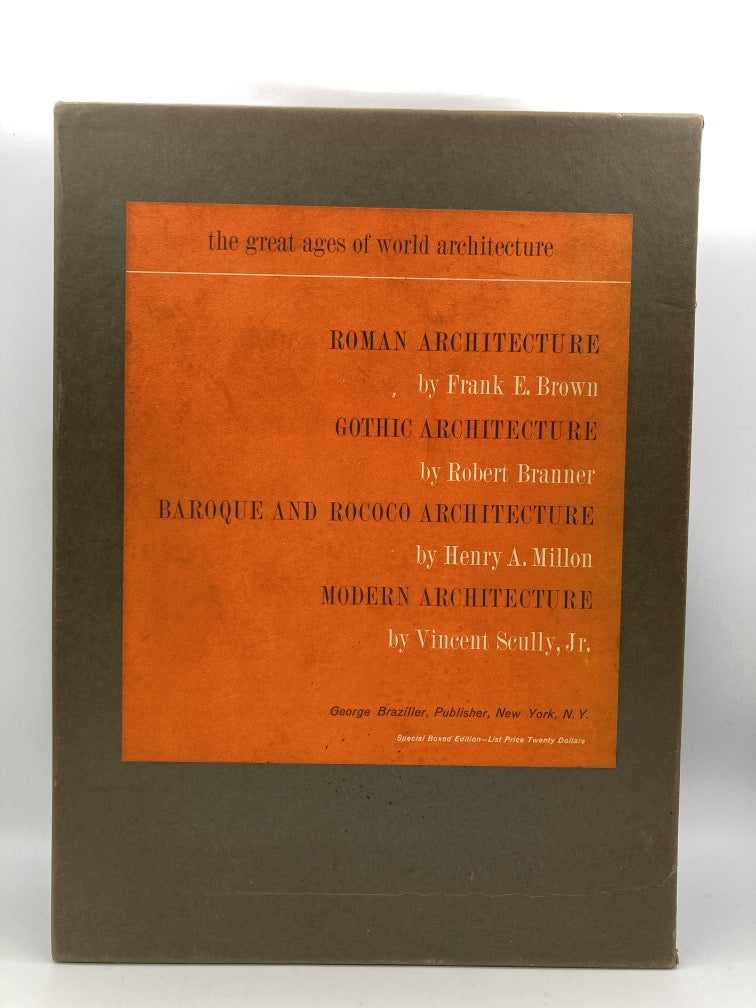 the great ages of world architecture
ROMAN ARCHITECTURE
by Frank E. Brown
GOTHIC ARCHITECTURE
by Robert Branner
BAROQUE AND ROCOCO ARCHITECTURE
by Henry A. Millon
MODERN ARCHITECTURE
by Vincent Scully, Jr.
George Braziller, Publisher, New York, N.Y.
Special Boxed Edition—List Price Twenty Dollars